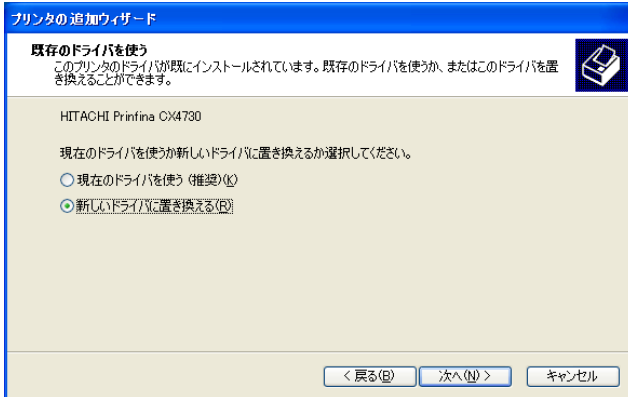 プリンタの追加ウィザード
既存のドライバを使う
このプリンタのドライバが既にインストールされています。既存のドライバを使うか、またはこのドライバを置
き換えることができます。
HITACHI Prinfina CX4730
現在のドライバを使うか新しいドライバに置き換えるか選択してください。
現在のドライバを使う (推奨)(K)
新しいドライバに置き換える(R)
< 戻る(B) 次へ(N) > キャンセル